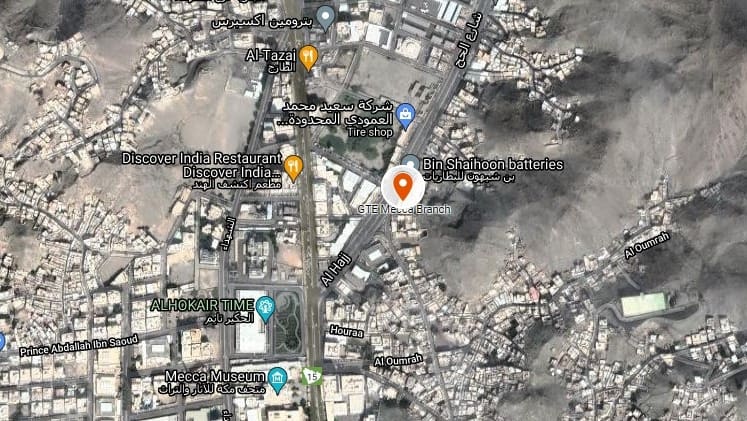 بترومين اكسبرس
شارع الحج
Al-Tazaj
الطازج
شركة سعيد محمد
العمودي المحدودة...
Tire shop
Discover India Restaurant
Discover India...
مطعم اكتشف الهند
Bin Shaihoon batteries
بن شيهون للبطاريات
GTE Mecca Branch
الشهداء
Al Oumrah
Al Hajj
ALHOKAIR TIME
الحكير تايم
Houraa
Prince Abdallah Ibn Saoud
Al Oumrah
Mecca Museum
متحف مكة للآثار والتراث
15